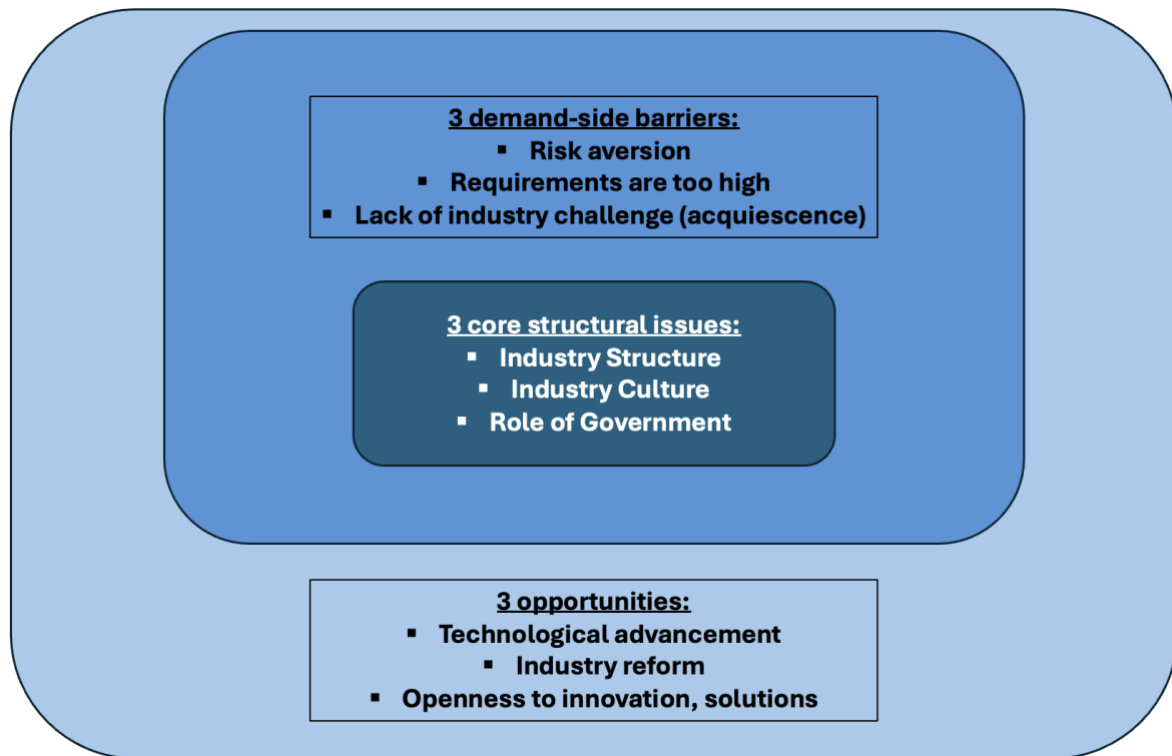 3 demand-side barriers:
▪ Risk aversion
▪ Requirements are too high
▪ Lack of industry challenge (acquiescence)
3 core structural issues:
▪ Industry Structure
▪ Industry Culture
▪ Role of Government
3 opportunities:
▪ Technological advancement
▪ Industry reform
▪ Openness to innovation, solutions